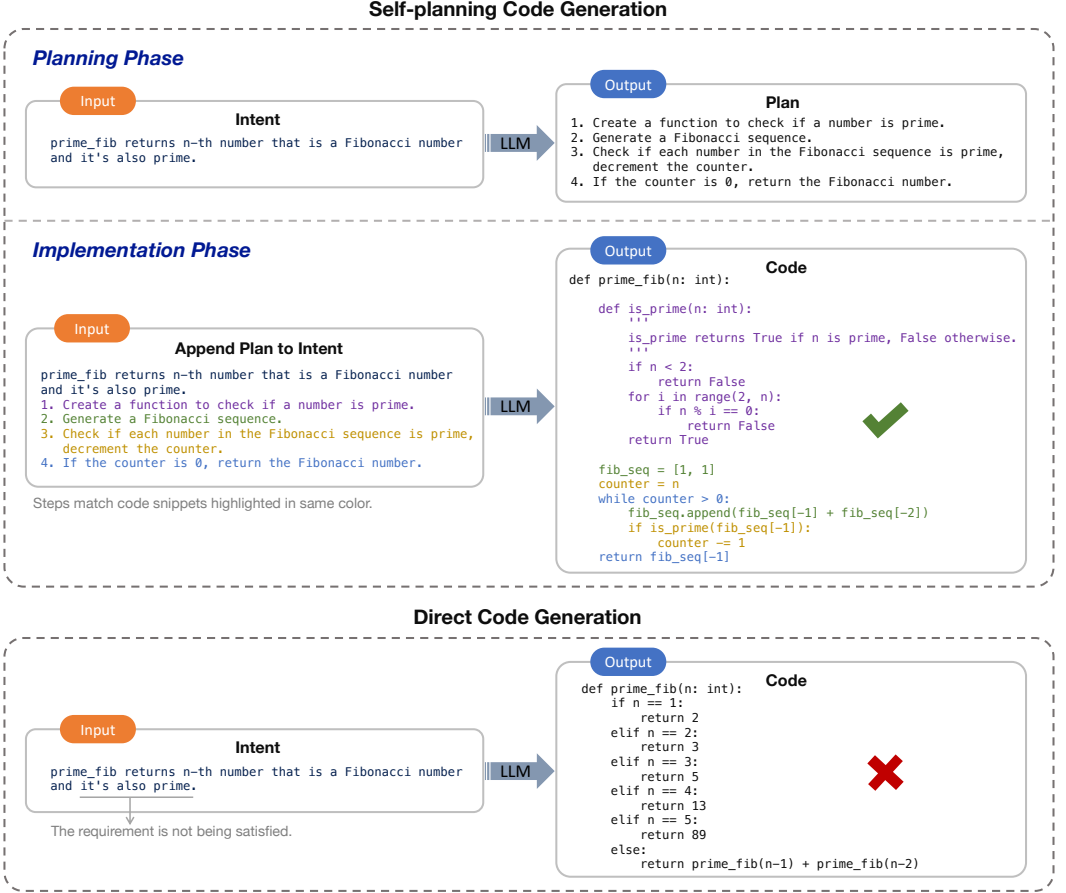 Self-planning Code Generation
Planning Phase
Input
Intent
prime_fib returns n-th number that is a Fibonacci number
and it's also prime.
LLM
Output
Plan
1. Create a function to check if a number is prime.
2. Generate a Fibonacci sequence.
3. Check if each number in the Fibonacci sequence is prime,
decrement the counter.
4. If the counter is 0, return the Fibonacci number.
Implementation Phase
Input
Append Plan to Intent
prime_fib returns n-th number that is a Fibonacci number
and it's also prime.
1. Create a function to check if a number is prime.
2. Generate a Fibonacci sequence.
3. Check if each number in the Fibonacci sequence is prime,
decrement the counter.
4. If the counter is 0, return the Fibonacci number.
Steps match code snippets highlighted in same color.
LLM
Output
Code
def prime_fib(n: int):
    def is_prime(n: int):
        '''
        is_prime returns True if n is prime, False otherwise.
        '''
        if n < 2:
            return False
        for i in range(2, n):
            if n % i == 0:
                return False
        return True
    fib_seq = [1, 1]
    counter = n
    while counter > 0:
        fib_seq.append(fib_seq[-1] + fib_seq[-2])
        if is_prime(fib_seq[-1]):
            counter -= 1
    return fib_seq[-1]
Direct Code Generation
Input
Intent
prime_fib returns n-th number that is a Fibonacci number
and it's also prime.
The requirement is not being satisfied.
LLM
Output
Code
def prime_fib(n: int):
    if n == 1:
        return 2
    elif n == 2:
        return 3
    elif n == 3:
        return 5
    elif n == 4:
        return 13
    elif n == 5:
        return 89
    else:
        return prime_fib(n-1) + prime_fib(n-2)